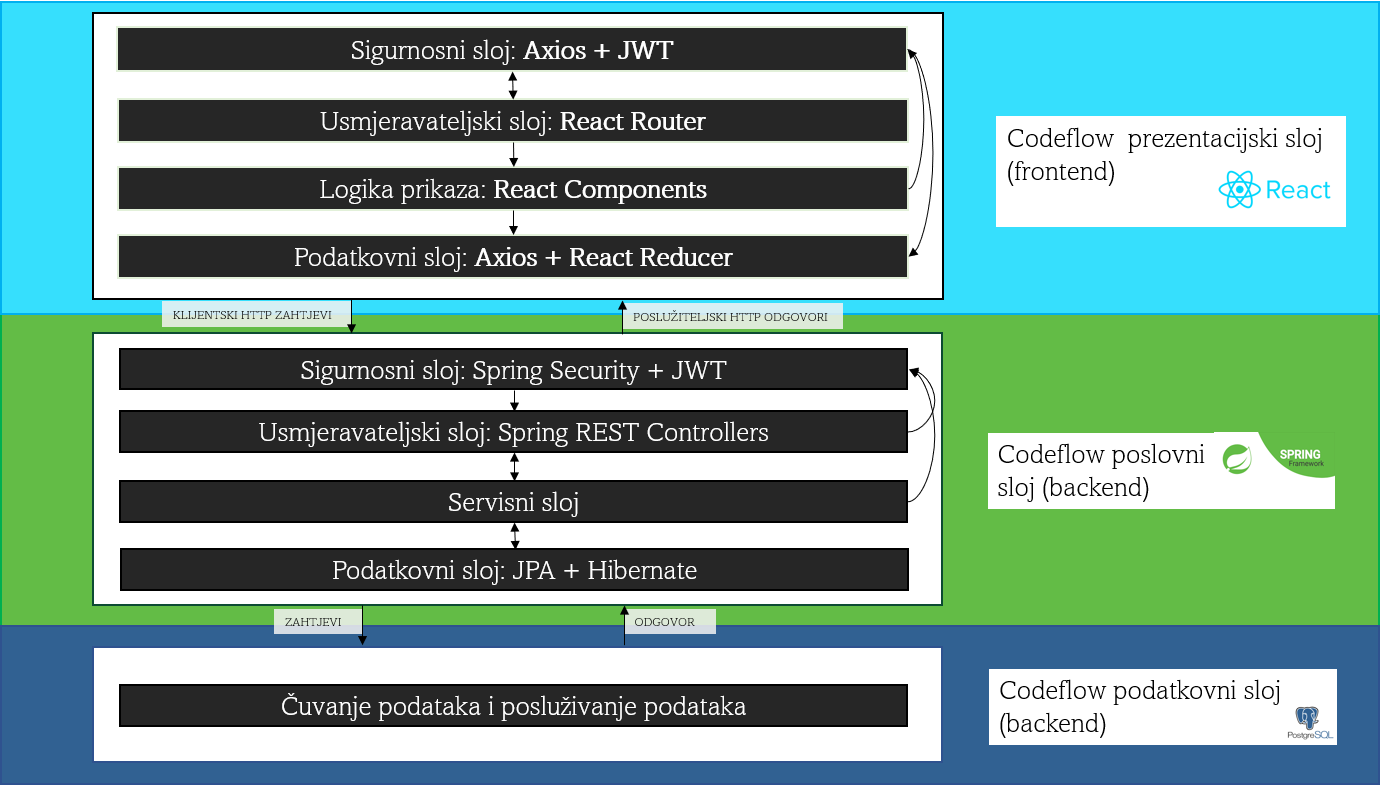 Sigurnosni sloj: Axios + JWT
Usmjeravateljski sloj: React Router
Logika prikaza: React Components
Podatkovni sloj: Axios + React Reducer
Codeflow prezentacijski sloj
(frontend)
React
KLIJENTSKI HTTP ZAHTJEVI
POSLUŽITELJSKI HTTP ODGOVORI
Sigurnosni sloj: Spring Security + JWT
Usmjeravateljski sloj: Spring REST Controllers
Servisni sloj
Podatkovni sloj: JPA + Hibernate
Codeflow poslovni
sloj (backend)
SPRING
Framework
ZAHTJEVI
ODGOVOR
Čuvanje podataka i posluživanje podataka
Codeflow podatkovni sloj
(backend)
PostgreSQL